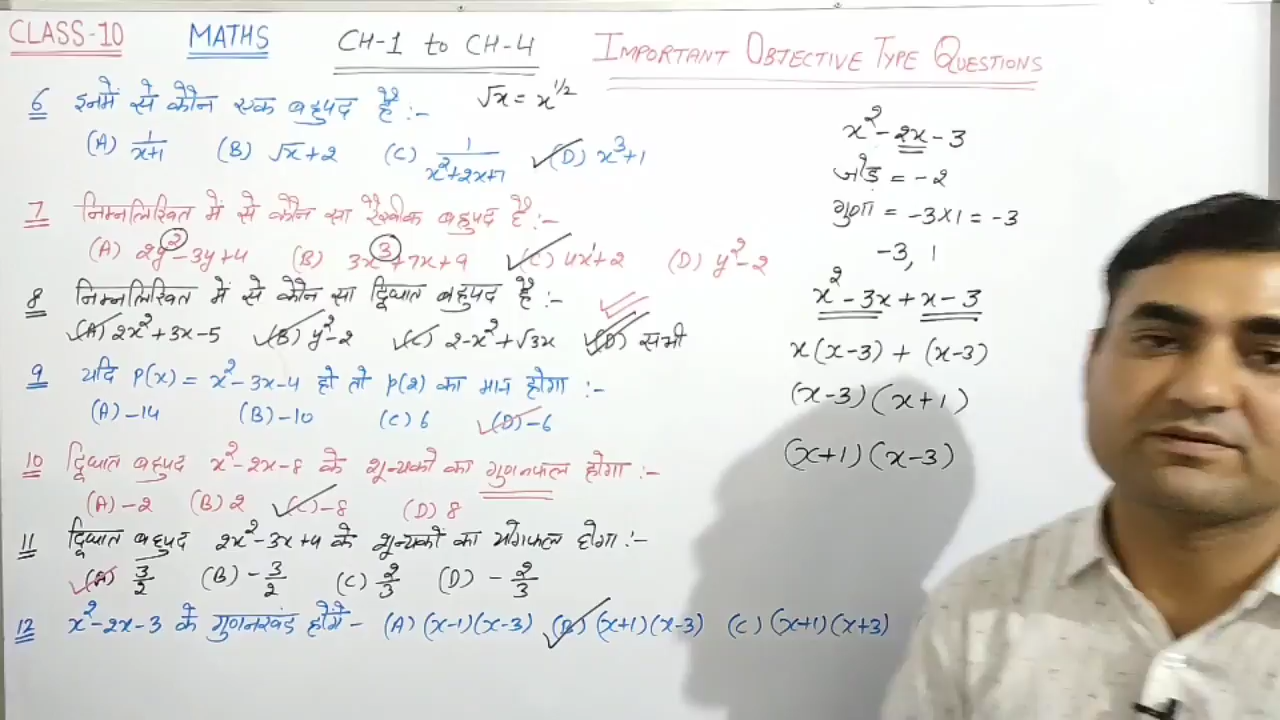 CLASS-10 MATHS CH-1 to CH-4 IMPORTANT OBJECTIVE TYPE QUESTIONS
6 इनमें से कौन एक बहुपद है :- √x = x^1/2
(A) 1/x+1 (B) √x+2 (C) 1/x²+2x+7 (D) x³+1
7 निम्नलिखित में से कौन सा रैखीक बहुपद है :-
(A) 2y²-3y+4 (B) 3x³+7x+9 (C) 4x¹+2 (D) y²-2
8 निम्नलिखित में से कौन सा द्विघात बहुपद है :-
(A) 2x²+3x-5 (B) y²-2 (C) 2-x²+√3x (D) सभी
9 यदि P(x) = x²-3x-4 हो तो P(2) का मान होगा :-
(A) -14 (B) -10 (C) 6 (D) -6
10 द्विघात बहुपद x²-2x-8 के शून्यकों का गुणनफल होगा :-
(A) -2 (B) 2 (C) -8 (D) 8
11 द्विघात बहुपद 2x²-3x+4 के शून्यकों का योगफल होगा :-
(A) 3/2 (B) -3/2 (C) 2/3 (D) -2/3
12 x²-2x-3 के गुणनखंड होंगे - (A) (x-1)(x-3) (B) (x+1)(x-3) (C) (x+1)(x+3)
x²-2x-3
जोड़ = -2
गुणा = -3×1 = -3
-3, 1
x²-3x+x-3
x(x-3) + (x-3)
(x-3)(x+1)
(x+1)(x-3)